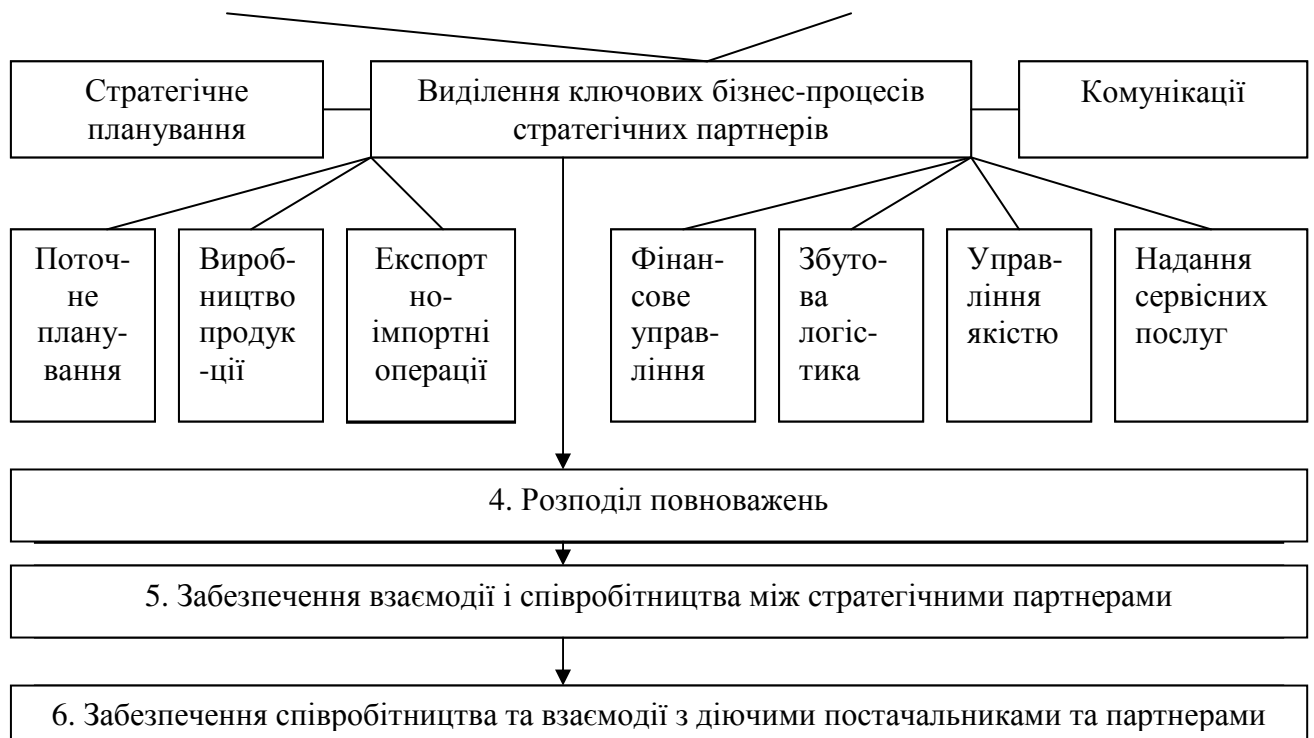 Стратегічне
планування
Виділення ключових бізнес-процесів
стратегічних партнерів
Комунікації
Поточ-
не
плану-
вання
Вироб-
ництво
продук
-ції
Експорт
но-
імпортні
операції
Фінан-
сове
управ-
ління
Збуто-
ва
логіс-
тика
Управ-
ління
якістю
Надання
сервісних
послуг
4. Розподіл повноважень
5. Забезпечення взаємодії і співробітництва між стратегічними партнерами
6. Забезпечення співробітництва та взаємодії з діючими постачальниками та партнерами